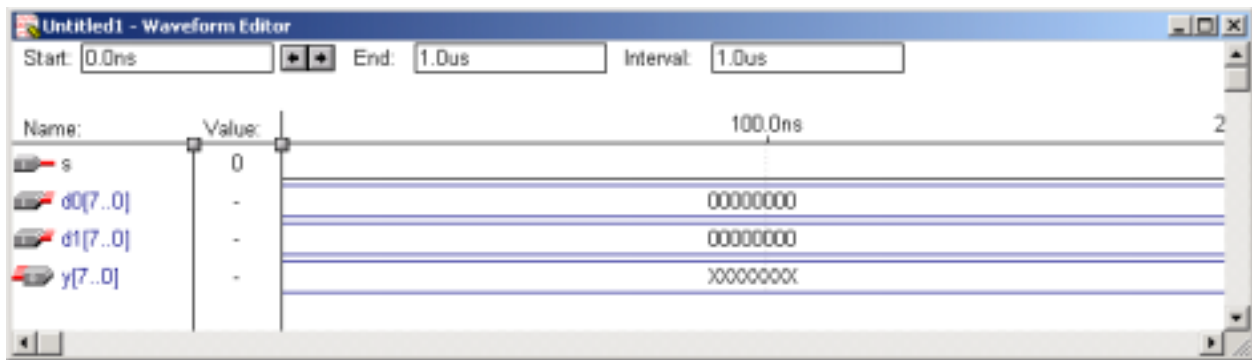 Untitled1 - Waveform Editor
Start: 0.0ns End: 1.0us Interval: 1.0us
Name: Value: 100.0ns 2
s 0
d0[7..0] - 00000000
d1[7..0] - 00000000
y[7..0] - XXXXXXXX